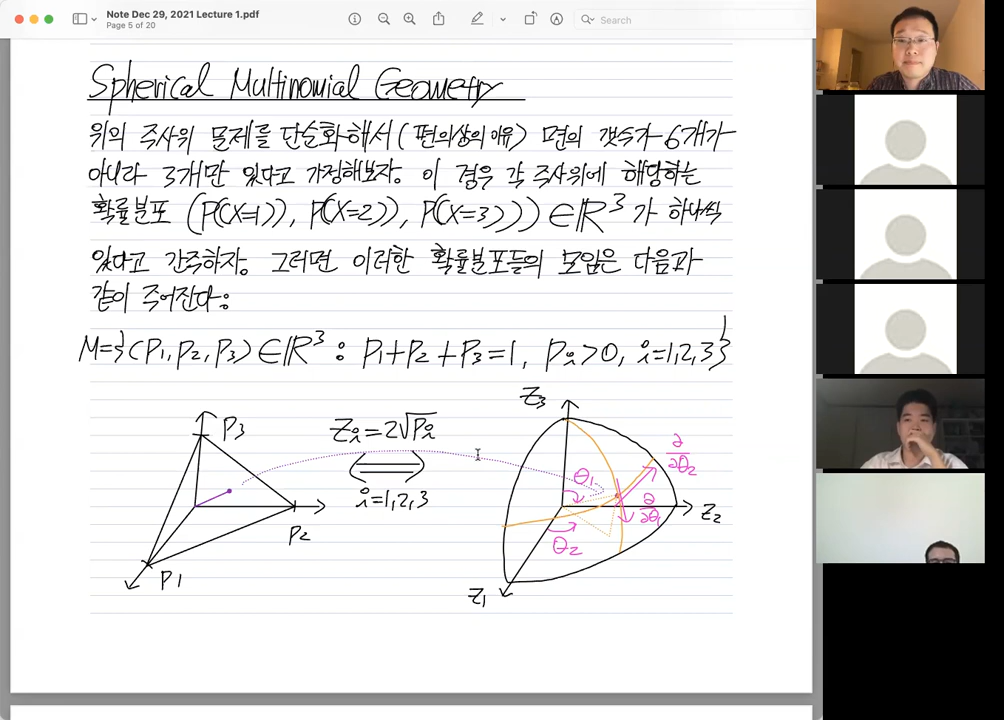 Note Dec 29, 2021 Lecture 1.pdf
Page 5 of 20
Search
Spherical Multinomial Geometry
위의 주사위 문제를 단순화해서 (편의상의 이유) 면의 갯수가 6개가
아니라 3개만 있다고 가정해보자. 이 경우 각 주사위에 해당하는
확률분포 (P(X=1)), P(X=2)), P(X=3))) ∈ ℝ³ 가 하나씩
있다고 간주하자. 그러면 이러한 확률분포들의 모임은 다음과
같이 주어진다:
M={(P1, P2, P3) ∈ ℝ³ : P1+P2+P3=1, Pi>0, i=1,2,3}
P3
P2
P1
Zi=2√Pi
⟺
i=1,2,3
Z3
Z2
Z1
θ1
θ2
∂/∂θ2
∂/∂θ1